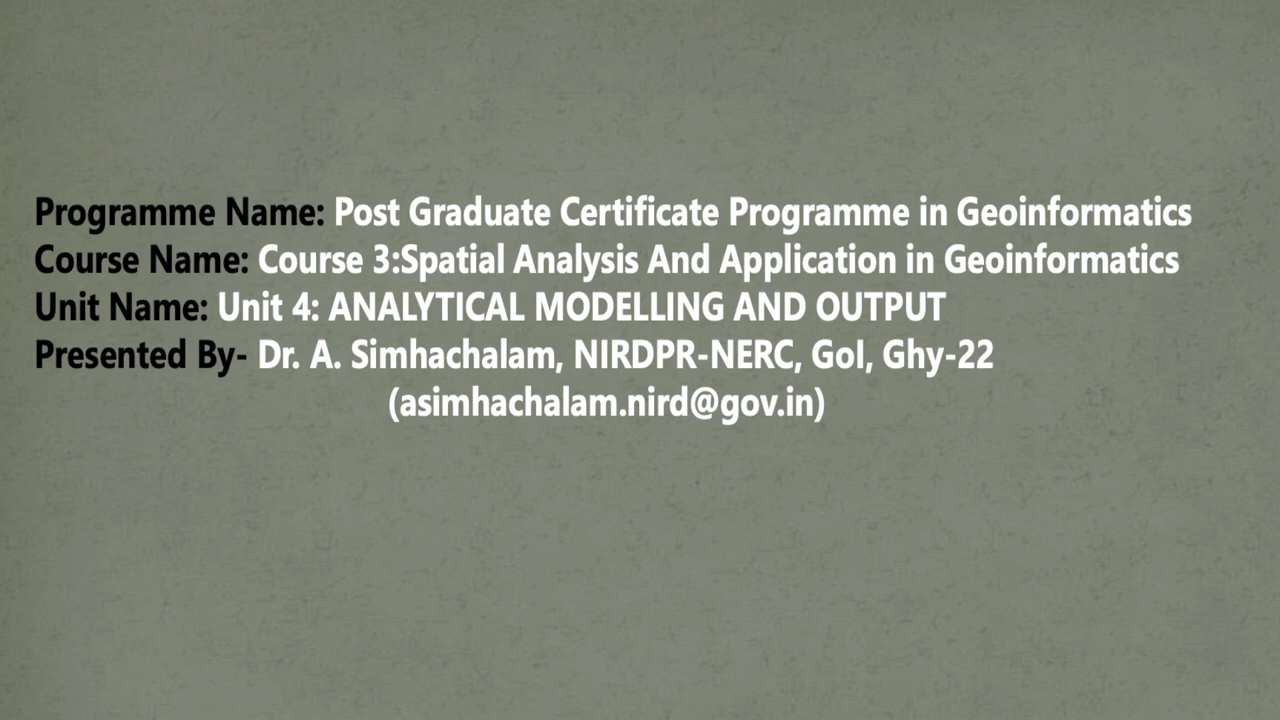 Programme Name: Post Graduate Certificate Programme in Geoinformatics
Course Name: Course 3:Spatial Analysis And Application in Geoinformatics
Unit Name: Unit 4: ANALYTICAL MODELLING AND OUTPUT
Presented By- Dr. A. Simhachalam, NIRDPR-NERC, GoI, Ghy-22
(asimhachalam.nird@gov.in)